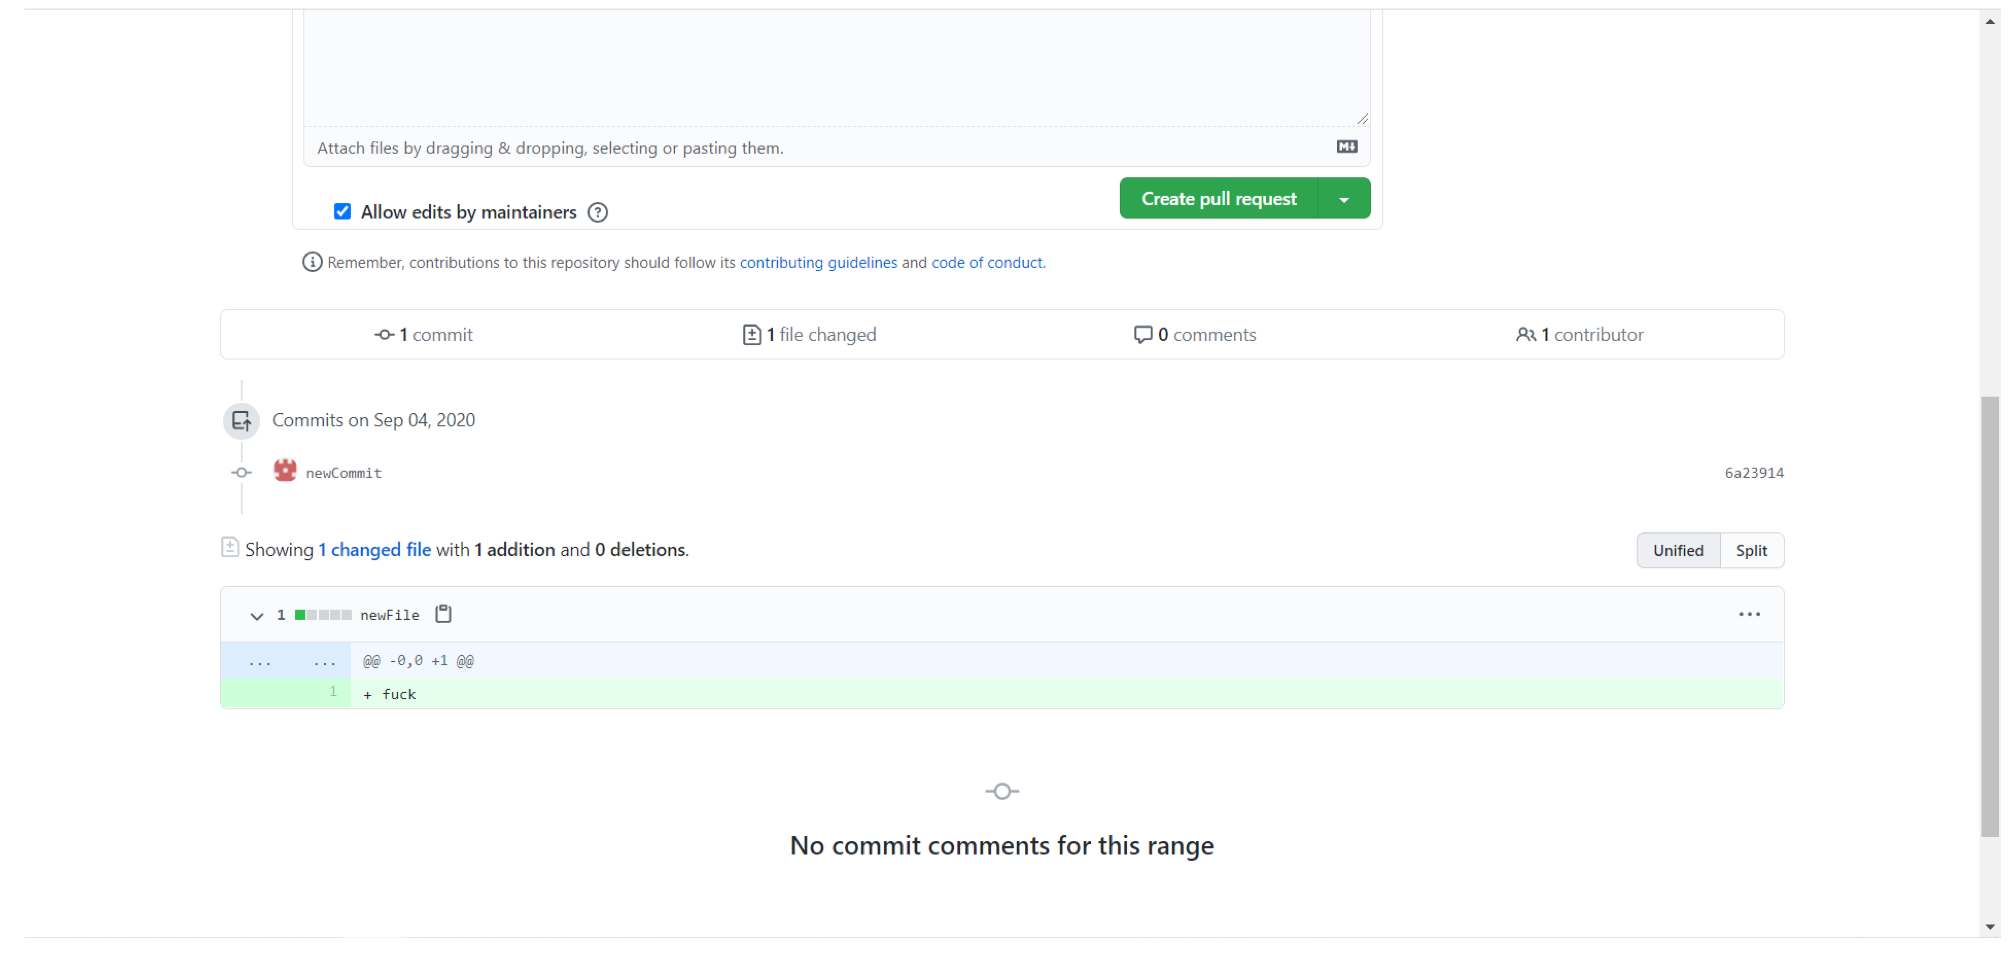 Attach files by dragging & dropping, selecting or pasting them.
Allow edits by maintainers
Create pull request
Remember, contributions to this repository should follow its contributing guidelines and code of conduct.
1 commit 1 file changed 0 comments 1 contributor
Commits on Sep 04, 2020
newCommit 6a23914
Showing 1 changed file with 1 addition and 0 deletions.
Unified Split
1 newFile ...
... ... @@ -0,0 +1 @@
1 + fuck
No commit comments for this range